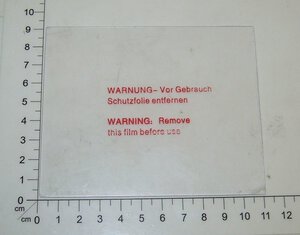 WARNUNG - Vor Gebrauch
Schutzfolie entfernen
WARNING: Remove
this film before use
10
9
8
7
6
5
4
3
2
1
0
cm
0 1 2 3 4 5 6 7 8 9 10 11 12